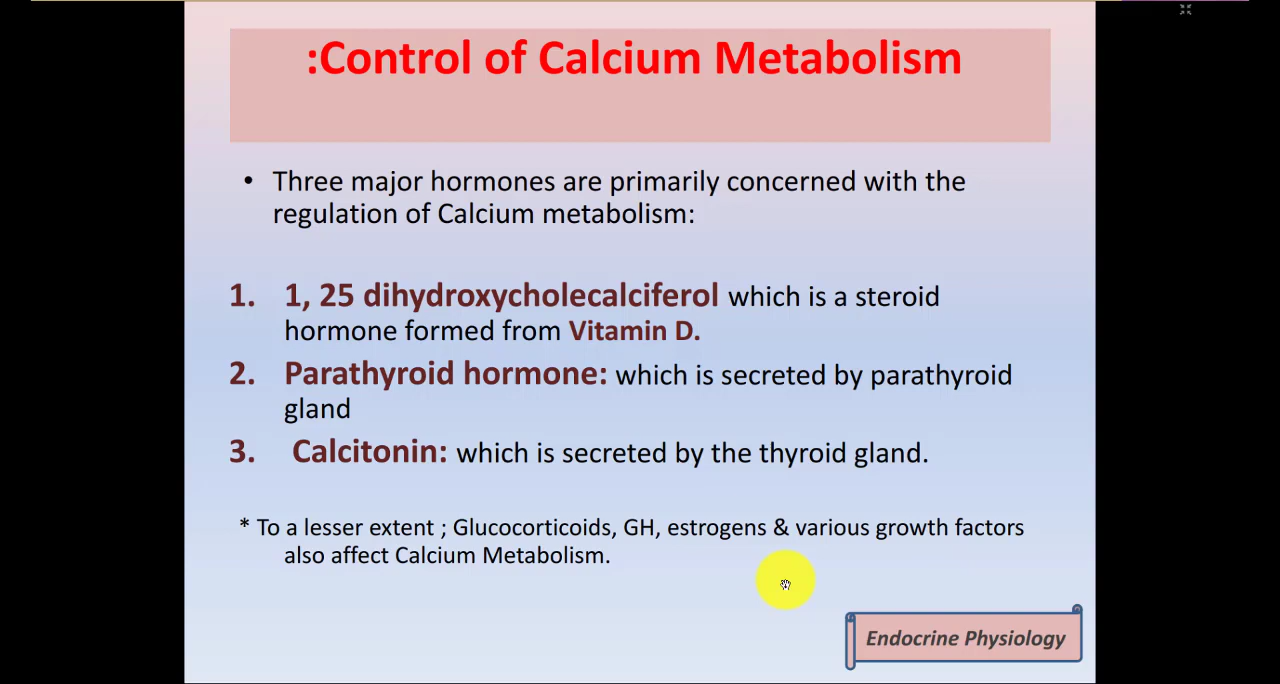 :Control of Calcium Metabolism
• Three major hormones are primarily concerned with the
regulation of Calcium metabolism:
1. 1, 25 dihydroxycholecalciferol which is a steroid
hormone formed from Vitamin D.
2. Parathyroid hormone: which is secreted by parathyroid
gland
3. Calcitonin: which is secreted by the thyroid gland.
* To a lesser extent ; Glucocorticoids, GH, estrogens & various growth factors
also affect Calcium Metabolism.
Endocrine Physiology